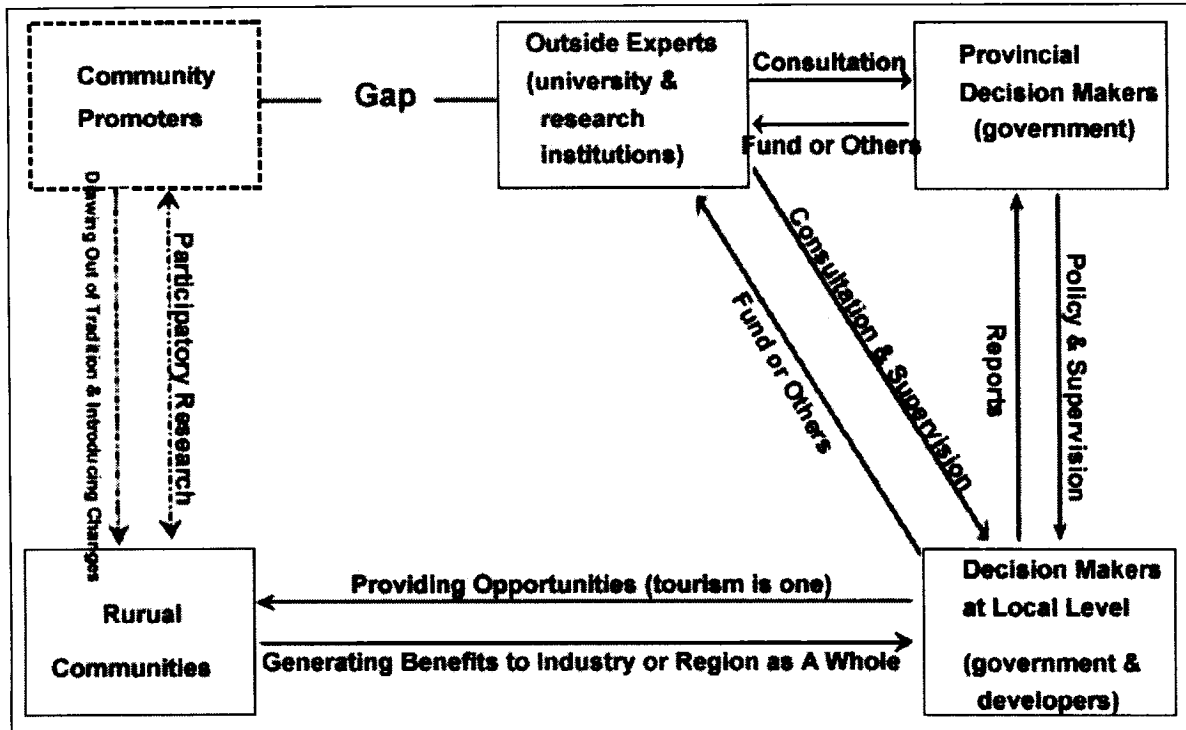 Community
Promoters
Gap
Outside Experts
(university &
research
institutions)
Consultation
Fund or Others
Provincial
Decision Makers
(government)
Drawing Out of Tradition & Introducing Changes
Participatory Research
Fund or Others
Consultation & Supervision
Reports
Policy & Supervision
Rurual
Communities
Providing Opportunities (tourism is one)
Generating Benefits to Industry or Region as A Whole
Decision Makers
at Local Level
(government &
developers)